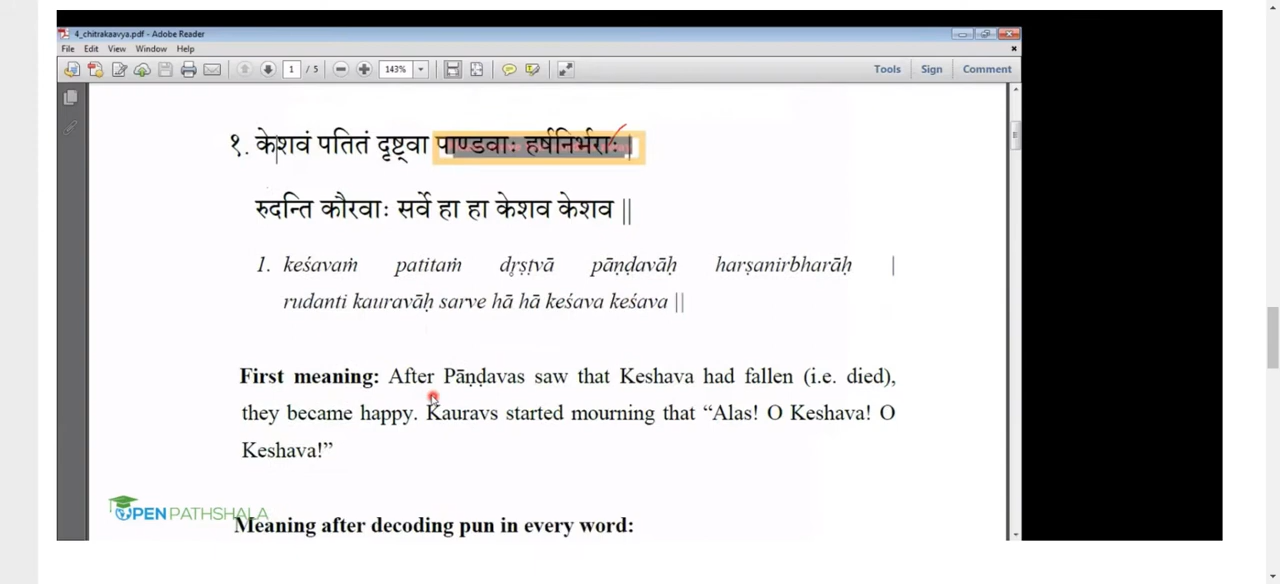 4_chitrakaavya.pdf - Adobe Reader
File Edit View Window Help
1 / 5 143% Tools Sign Comment
१. केशवं पतितं दृष्ट्वा पाण्डवाः हर्षनिर्भराः |
रुदन्ति कौरवाः सर्वे हा हा केशव केशव ||
1. keśavaṁ patitaṁ dṛṣṭvā pāṇḍavāḥ harṣanirbharāḥ |
rudanti kauravāḥ sarve hā hā keśava keśava ||
First meaning: After Pāṇḍavas saw that Keshava had fallen (i.e. died),
they became happy. Kauravs started mourning that “Alas! O Keshava! O
Keshava!”
OPEN PATHSHALA
Meaning after decoding pun in every word: